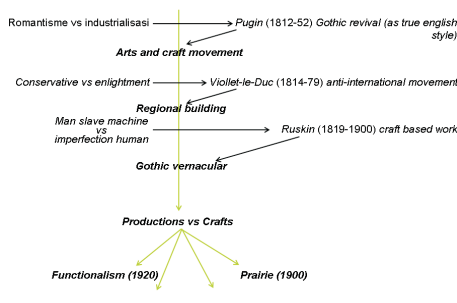 Romantisme vs industrialisasi
Pugin (1812-52) Gothic revival (as true english
style)
Arts and craft movement
Conservative vs enlightment
Viollet-le-Duc (1814-79) anti-international movement
Regional building
Man slave machine
vs
imperfection human
Ruskin (1819-1900) craft based work
Gothic vernacular
Productions vs Crafts
Functionalism (1920)
Prairie (1900)